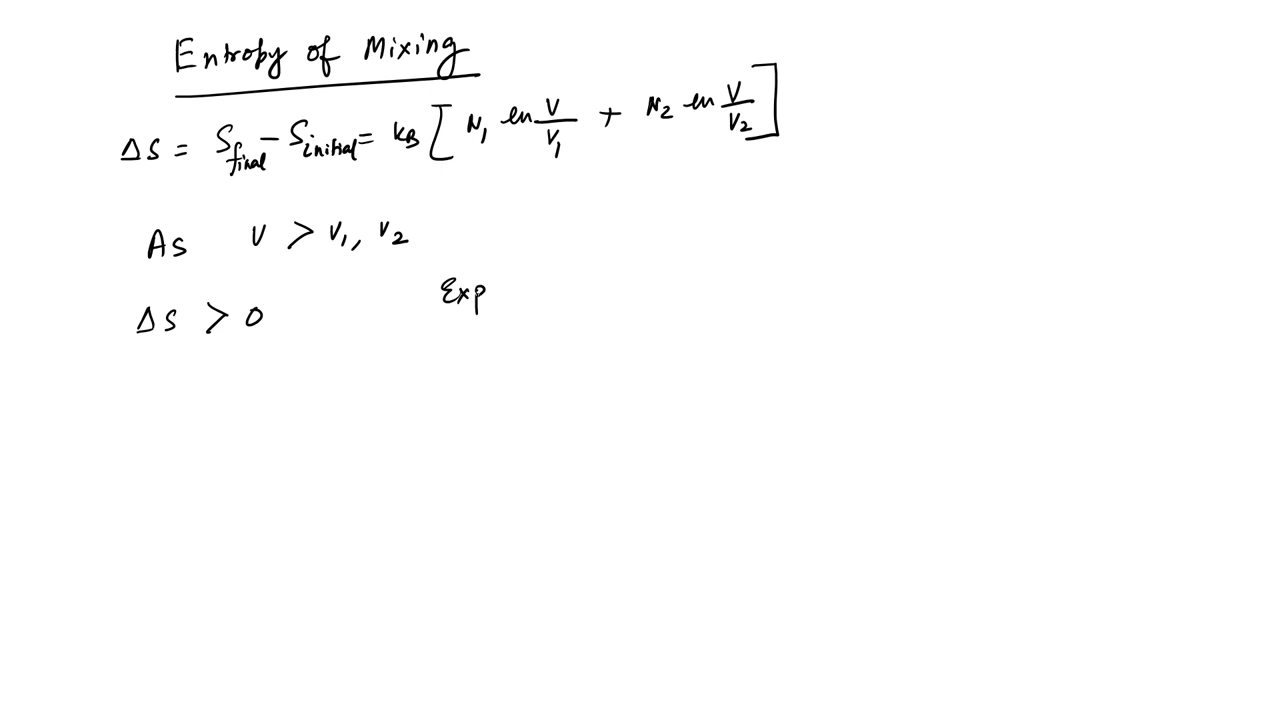 Entropy of Mixing
ΔS = S_final - S_initial = k_B [ N_1 ln V/V_1 + N_2 ln V/V_2 ]
As V > V_1, V_2
Exp
ΔS > 0